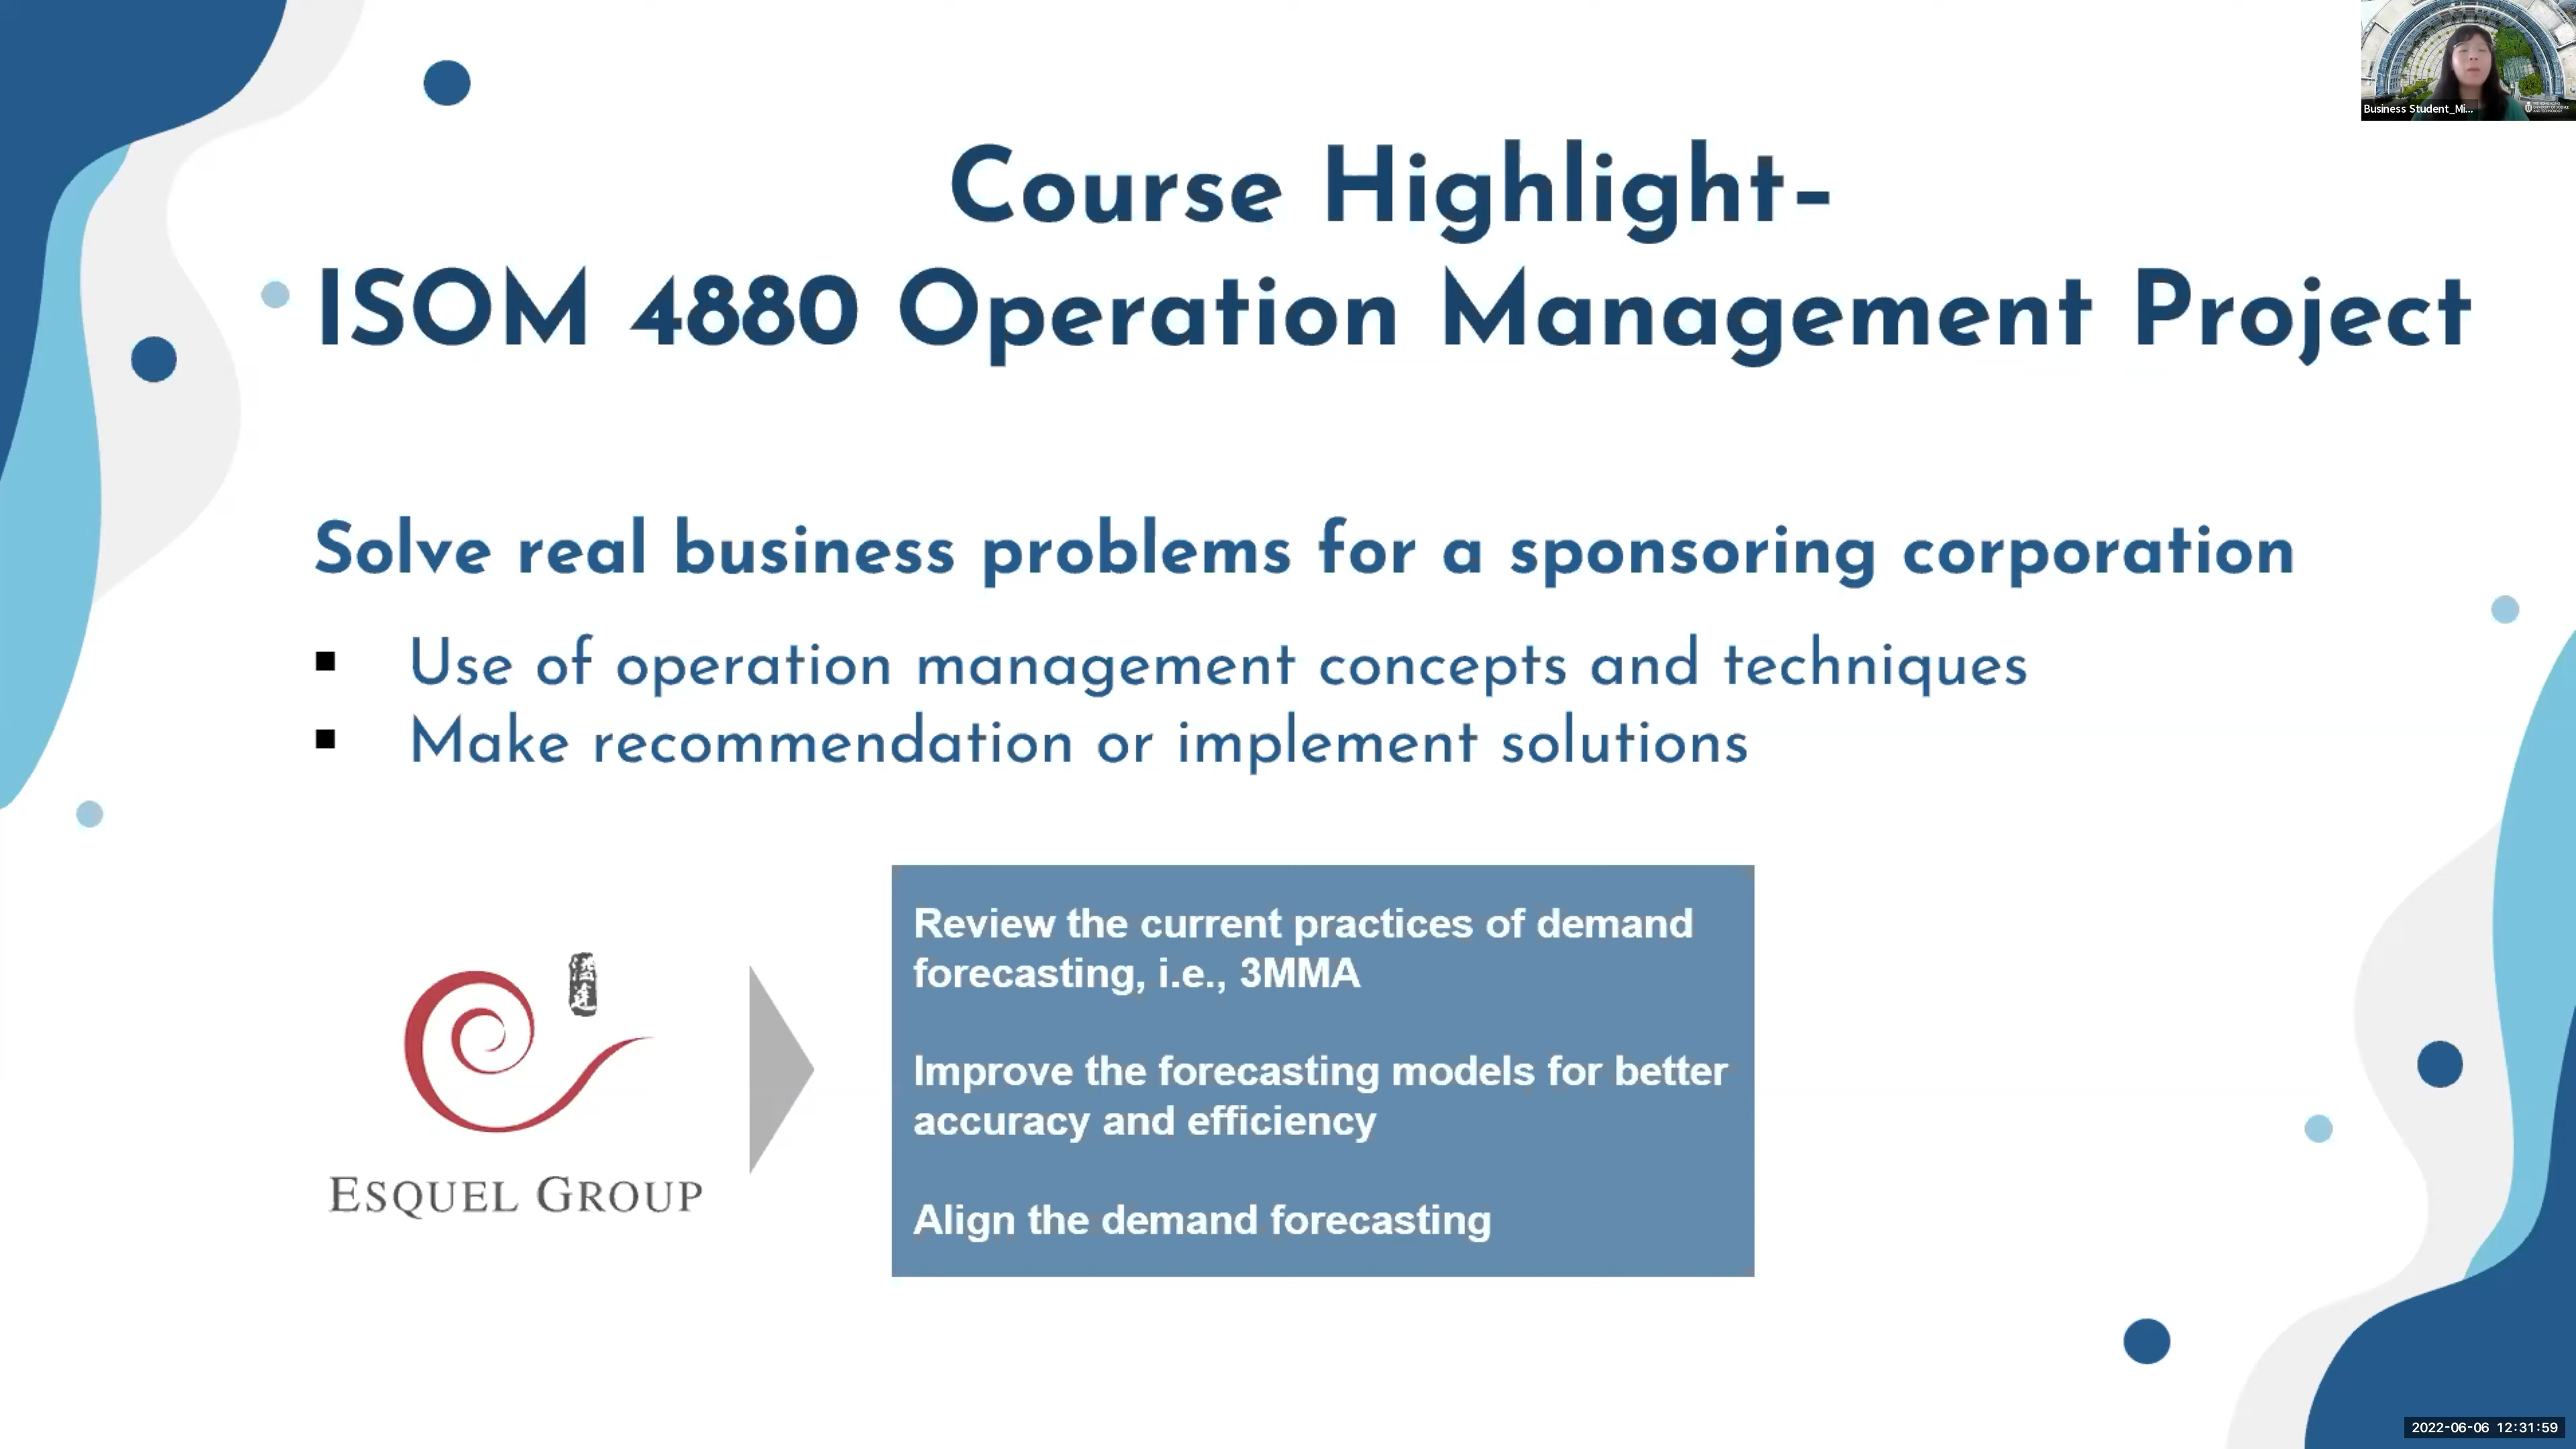 Course Highlight–
ISOM 4880 Operation Management Project
Solve real business problems for a sponsoring corporation
▪ Use of operation management concepts and techniques
▪ Make recommendation or implement solutions
ESQUEL GROUP
Review the current practices of demand
forecasting, i.e., 3MMA
Improve the forecasting models for better
accuracy and efficiency
Align the demand forecasting
Business Student_Mi...
2022-06-06 12:31:59